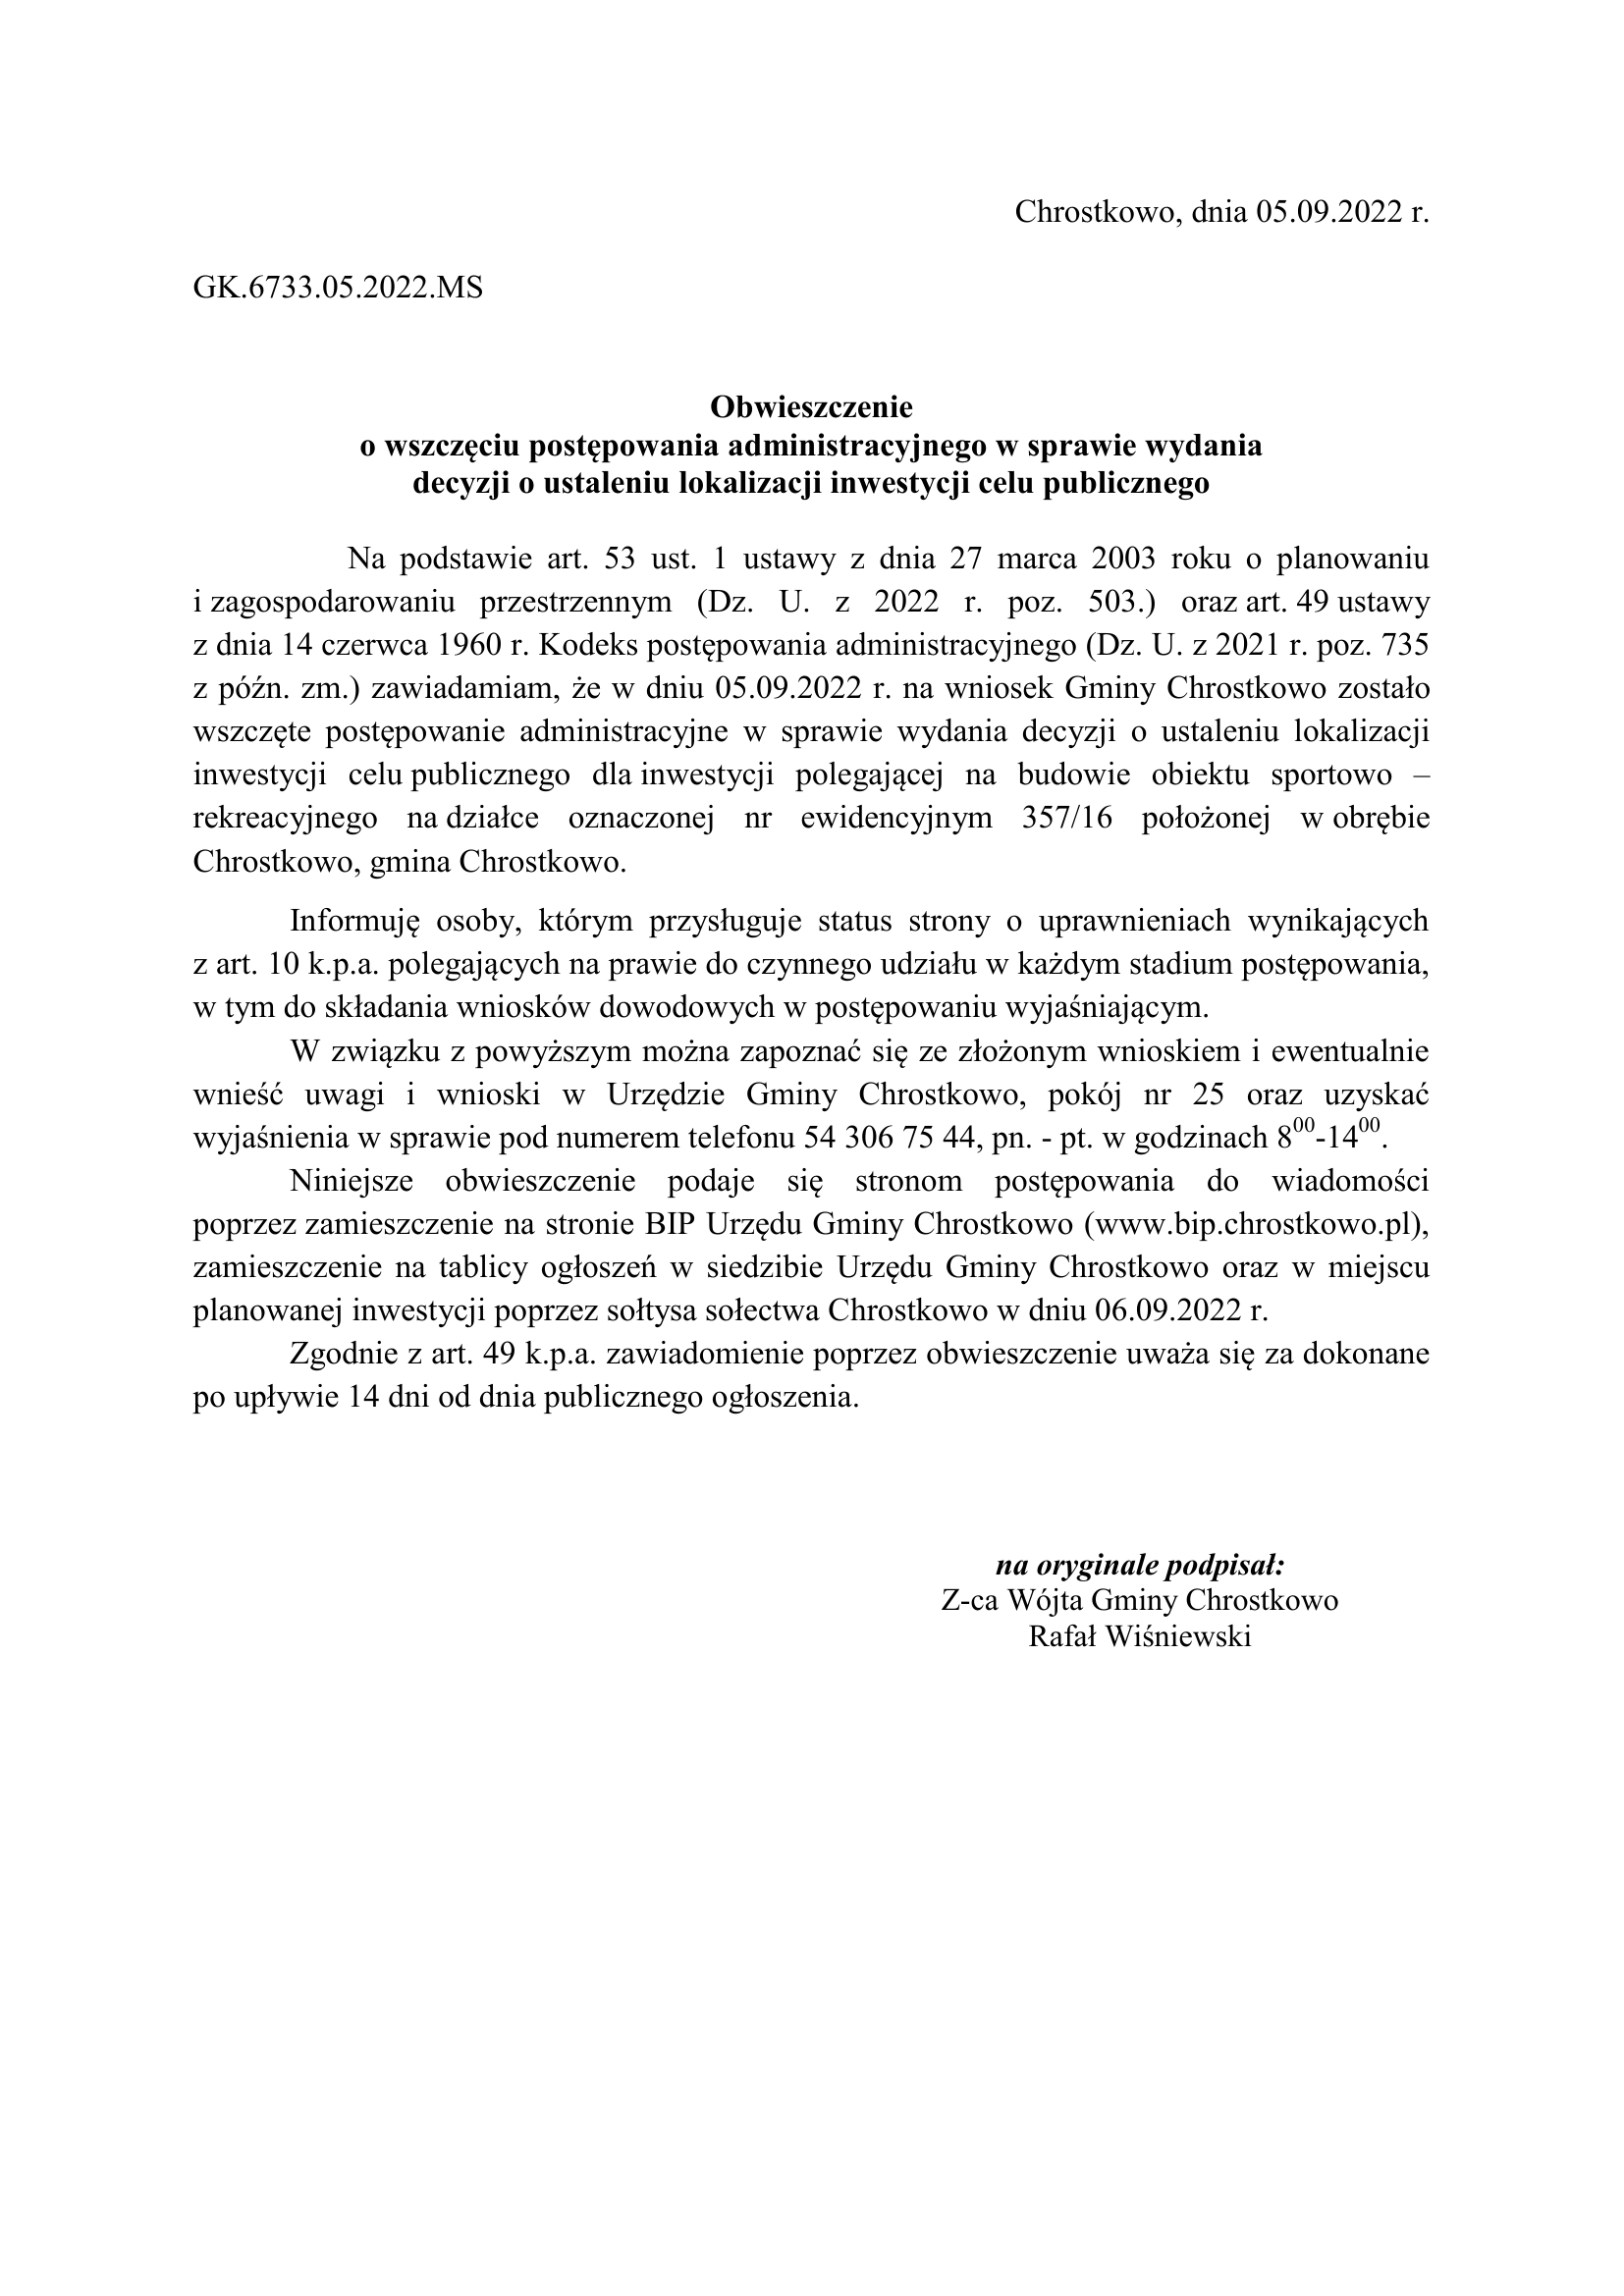 Chrostkowo, dnia 05.09.2022 r.
GK.6733.05.2022.MS
Obwieszczenie
o wszczęciu postępowania administracyjnego w sprawie wydania
decyzji o ustaleniu lokalizacji inwestycji celu publicznego
Na podstawie art. 53 ust. 1 ustawy z dnia 27 marca 2003 roku o planowaniu
i zagospodarowaniu przestrzennym (Dz. U. z 2022 r. poz. 503.) oraz art. 49 ustawy
z dnia 14 czerwca 1960 r. Kodeks postępowania administracyjnego (Dz. U. z 2021 r. poz. 735
z późn. zm.) zawiadamiam, że w dniu 05.09.2022 r. na wniosek Gminy Chrostkowo zostało
wszczęte postępowanie administracyjne w sprawie wydania decyzji o ustaleniu lokalizacji
inwestycji celu publicznego dla inwestycji polegającej na budowie obiektu sportowo –
rekreacyjnego na działce oznaczonej nr ewidencyjnym 357/16 położonej w obrębie
Chrostkowo, gmina Chrostkowo.
Informuję osoby, którym przysługuje status strony o uprawnieniach wynikających
z art. 10 k.p.a. polegających na prawie do czynnego udziału w każdym stadium postępowania,
w tym do składania wniosków dowodowych w postępowaniu wyjaśniającym.
W związku z powyższym można zapoznać się ze złożonym wnioskiem i ewentualnie
wnieść uwagi i wnioski w Urzędzie Gminy Chrostkowo, pokój nr 25 oraz uzyskać
wyjaśnienia w sprawie pod numerem telefonu 54 306 75 44, pn. - pt. w godzinach 8⁰⁰-14⁰⁰.
Niniejsze obwieszczenie podaje się stronom postępowania do wiadomości
poprzez zamieszczenie na stronie BIP Urzędu Gminy Chrostkowo (www.bip.chrostkowo.pl),
zamieszczenie na tablicy ogłoszeń w siedzibie Urzędu Gminy Chrostkowo oraz w miejscu
planowanej inwestycji poprzez sołtysa sołectwa Chrostkowo w dniu 06.09.2022 r.
Zgodnie z art. 49 k.p.a. zawiadomienie poprzez obwieszczenie uważa się za dokonane
po upływie 14 dni od dnia publicznego ogłoszenia.
na oryginale podpisał:
Z-ca Wójta Gminy Chrostkowo
Rafał Wiśniewski